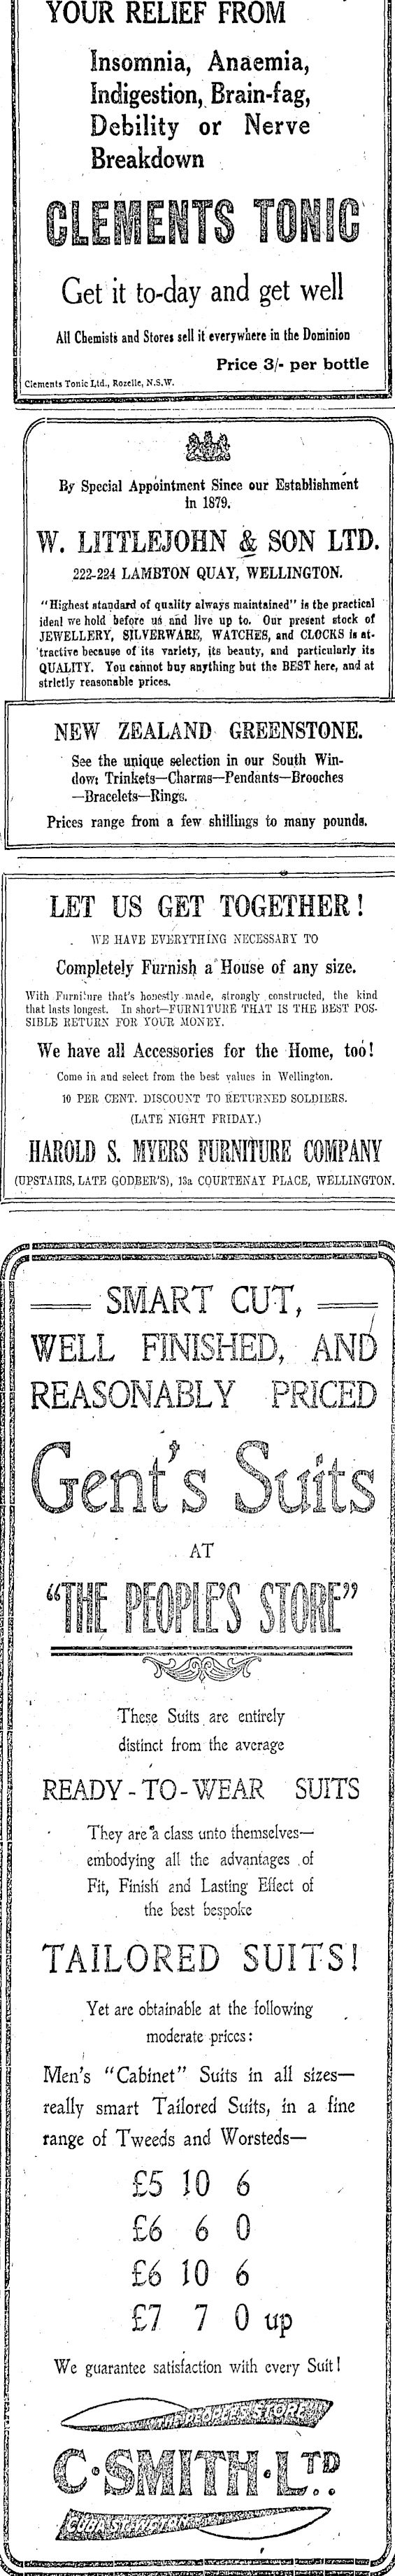 YOUR RELIEF FROM
Insomnia, Anaemia,
Indigestion, Brain-fag,
Debility or Nerve
Breakdown
CLEMENTS TONIC
Get it to-day and get well
All Chemists and Stores sell it everywhere in the Dominion
Price 3/- per bottle
Clements Tonic Ltd., Rozelle, N.S.W.
By Special Appointment Since our Establishment
in 1879.
W. LITTLEJOHN & SON LTD.
222-224 LAMBTON QUAY, WELLINGTON.
"Highest standard of quality always maintained" is the practical
ideal we hold before us and live up to. Our present stock of
JEWELLERY, SILVERWARE, WATCHES, and CLOCKS is at-
tractive because of its variety, its beauty, and particularly its
QUALITY. You cannot buy anything but the BEST here, and at
strictly reasonable prices.
NEW ZEALAND GREENSTONE.
See the unique selection in our South Win-
dow: Trinkets—Charms—Pendants—Brooches
—Bracelets—Rings.
Prices range from a few shillings to many pounds.
LET US GET TOGETHER!
WE HAVE EVERYTHING NECESSARY TO
Completely Furnish a House of any size.
With Furniture that's honestly made, strongly constructed, the kind
that lasts longest. In short—FURNITURE THAT IS THE BEST POS-
SIBLE RETURN FOR YOUR MONEY.
We have all Accessories for the Home, too!
Come in and select from the best values in Wellington.
10 PER CENT. DISCOUNT TO RETURNED SOLDIERS.
(LATE NIGHT FRIDAY.)
HAROLD S. MYERS FURNITURE COMPANY
(UPSTAIRS, LATE GODBER'S), 13a COURTENAY PLACE, WELLINGTON.
SMART CUT,
WELL FINISHED, AND
REASONABLY PRICED
Gent's Suits
AT
"THE PEOPLE'S STORE"
These Suits are entirely
distinct from the average
READY-TO-WEAR SUITS
They are a class unto themselves—
embodying all the advantages of
Fit, Finish and Lasting Effect of
the best bespoke
TAILORED SUITS!
Yet are obtainable at the following
moderate prices:
Men's "Cabinet" Suits in all sizes—
really smart Tailored Suits, in a fine
range of Tweeds and Worsteds—
£5 10 6
£6 6 0
£6 10 6
£7 7 0 up
We guarantee satisfaction with every Suit!
THE PEOPLE'S STORE
C·SMITH·LTD.
CUBA ST. WGTON